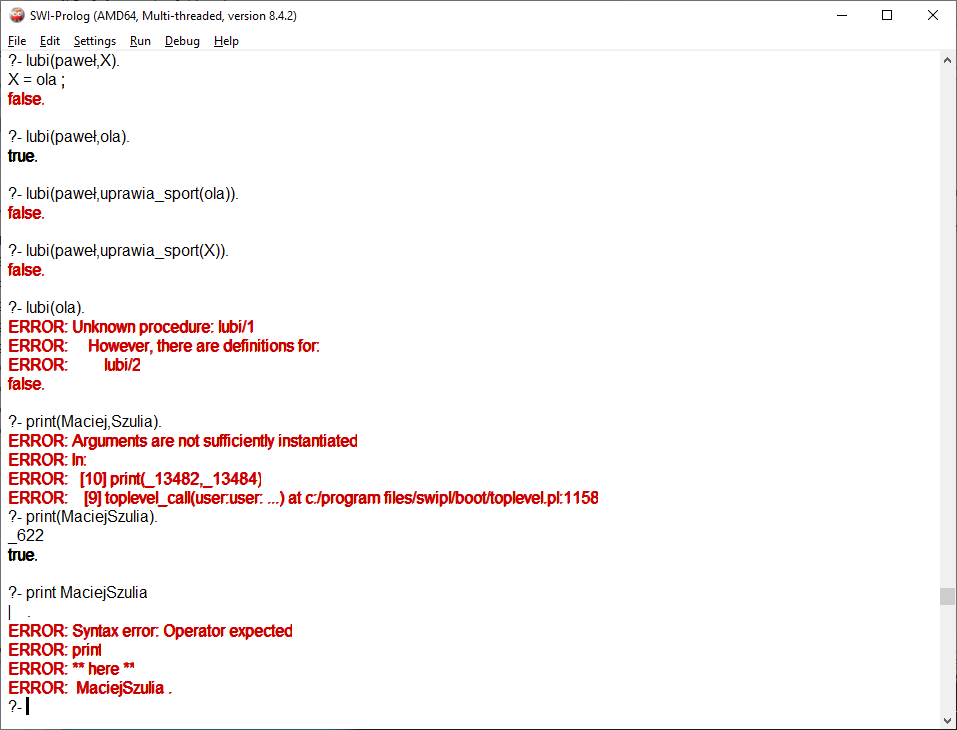 SWI-Prolog (AMD64, Multi-threaded, version 8.4.2)
File Edit Settings Run Debug Help
?- lubi(paweł,X).
X = ola ;
false.
?- lubi(paweł,ola).
true.
?- lubi(paweł,uprawia_sport(ola)).
false.
?- lubi(paweł,uprawia_sport(X)).
false.
?- lubi(ola).
ERROR: Unknown procedure: lubi/1
ERROR: However, there are definitions for:
ERROR: lubi/2
false.
?- print(Maciej,Szulia).
ERROR: Arguments are not sufficiently instantiated
ERROR: In:
ERROR: [10] print(_13482,_13484)
ERROR: [9] toplevel_call(user:user: ...) at c:/program files/swipl/boot/toplevel.pl:1158
?- print(MaciejSzulia).
_622
true.
?- print MaciejSzulia
| .
ERROR: Syntax error: Operator expected
ERROR: print
ERROR: ** here **
ERROR: MaciejSzulia .
?-